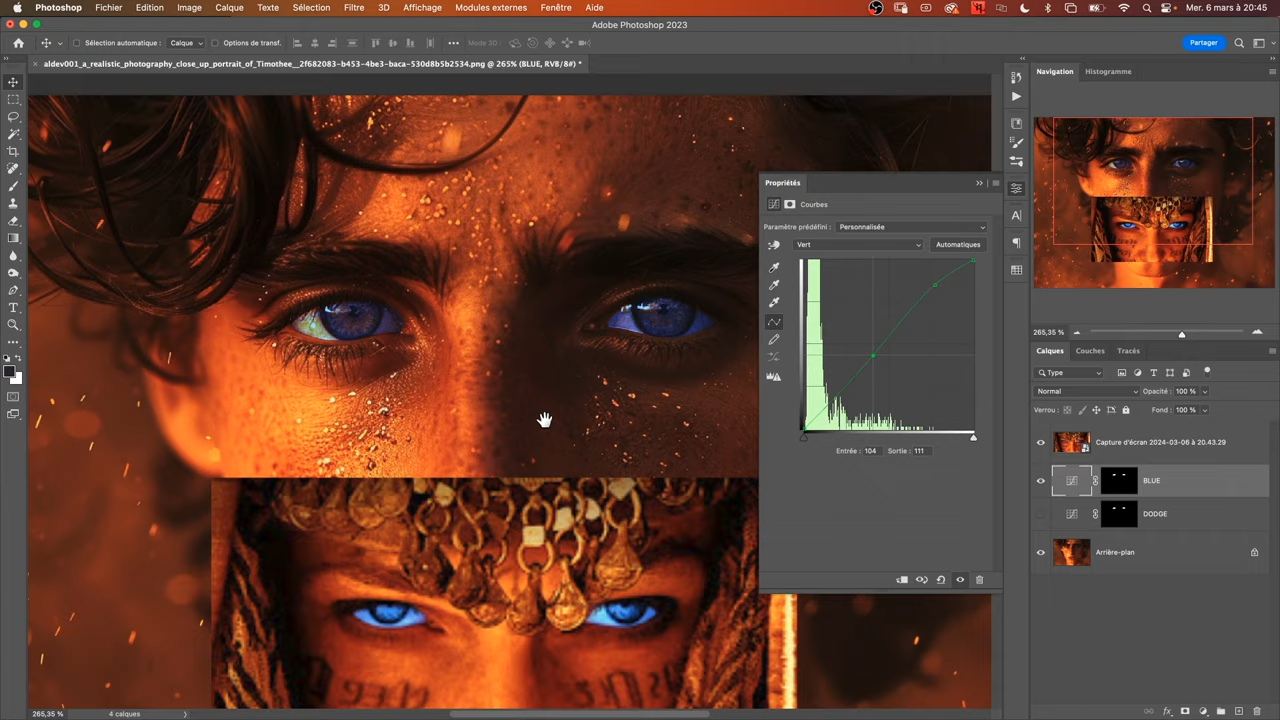 Photoshop Fichier Edition Image Calque Texte Sélection Filtre 3D Affichage Modules externes Fenêtre Aide Mer. 6 mars à 20:45
Adobe Photoshop 2023
Sélection automatique : Calque Options de transf. Mode 3D : Partager
aldev001_a_realistic_photography_close_up_portrait_of_Timothee__2f682083-b453-4be3-baca-530d8b5b2534.png @ 265% (BLUE, RVB/8#) *
Navigation Histogramme
Propriétés
Courbes
Paramètre prédéfini : Personnalisée
Vert Automatiques
Entrée : 104 Sortie : 111
265,35 %
Calques Couches Tracés
Type
Normal Opacité : 100 %
Verrou : Fond : 100 %
Capture d'écran 2024-03-06 à 20.43.29
BLUE
DODGE
Arrière-plan
265,35 % 4 calques